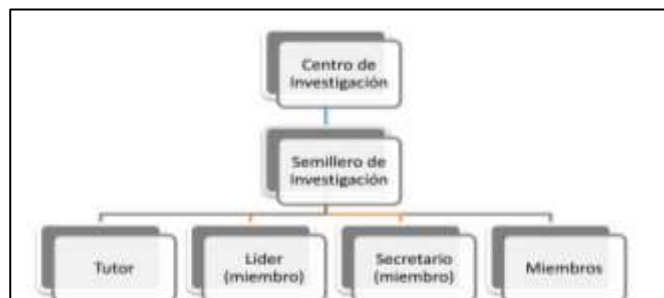 Centro de
Investigación
Semillero de
Investigación
Tutor
Líder
(miembro)
Secretario
(miembro)
Miembros